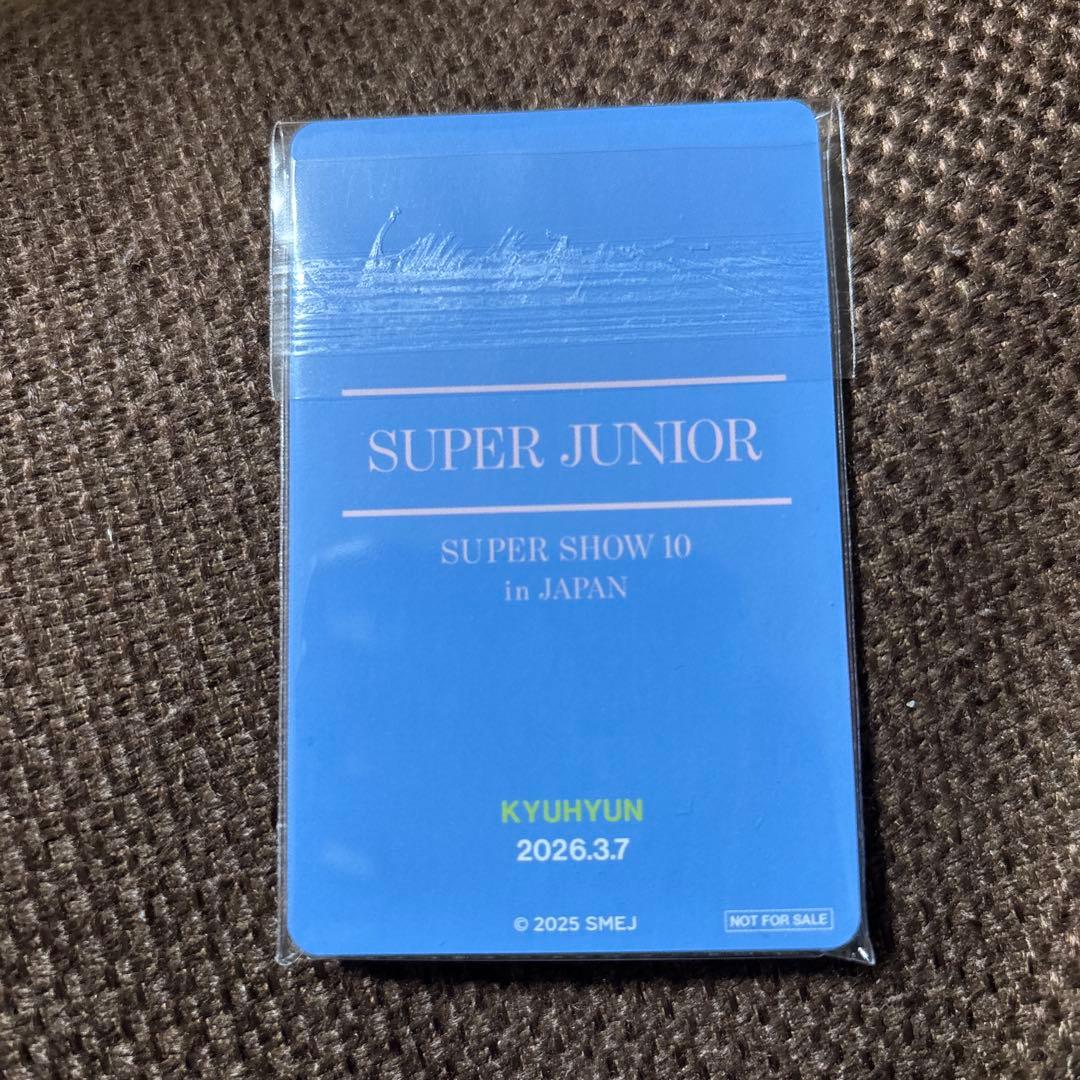 SUPER JUNIOR
SUPER SHOW 10
in JAPAN
KYUHYUN
2026.3.7
© 2025 SMEJ
NOT FOR SALE